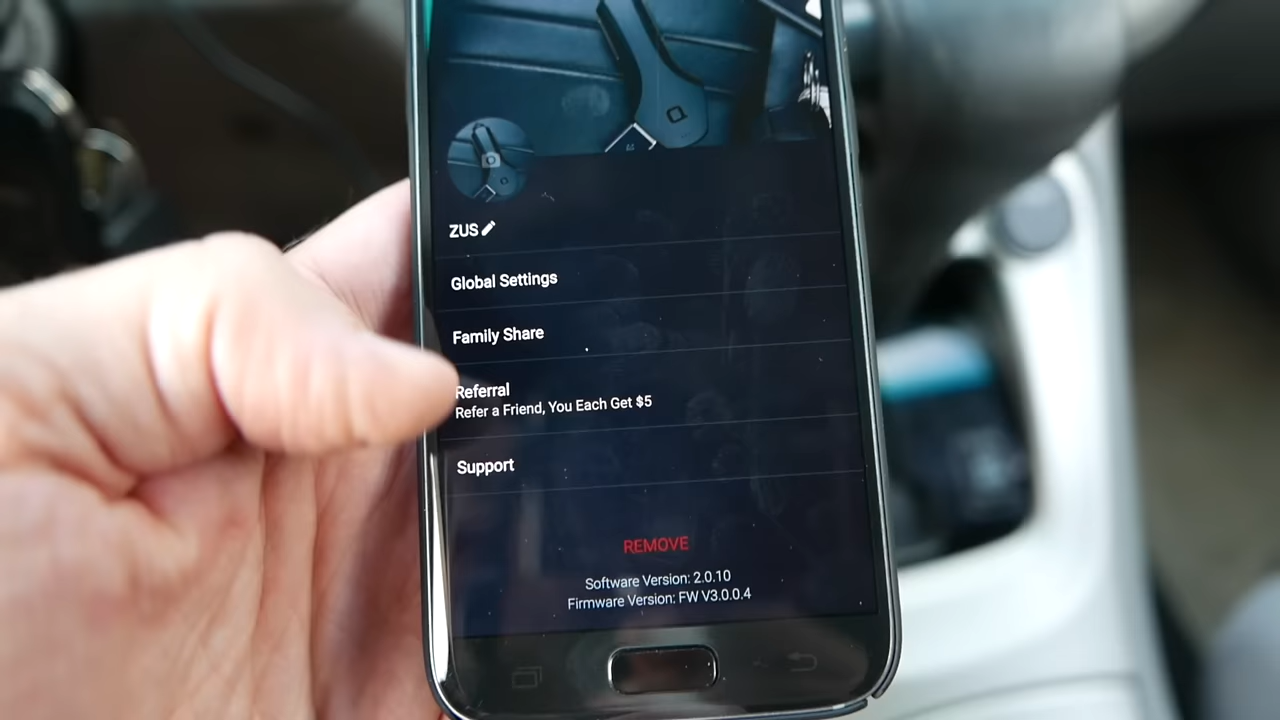 ZUS
Global Settings
Family Share
Referral
Refer a Friend, You Each Get $5
Support
REMOVE
Software Version: 2.0.10
Firmware Version: FW V3.0.0.4